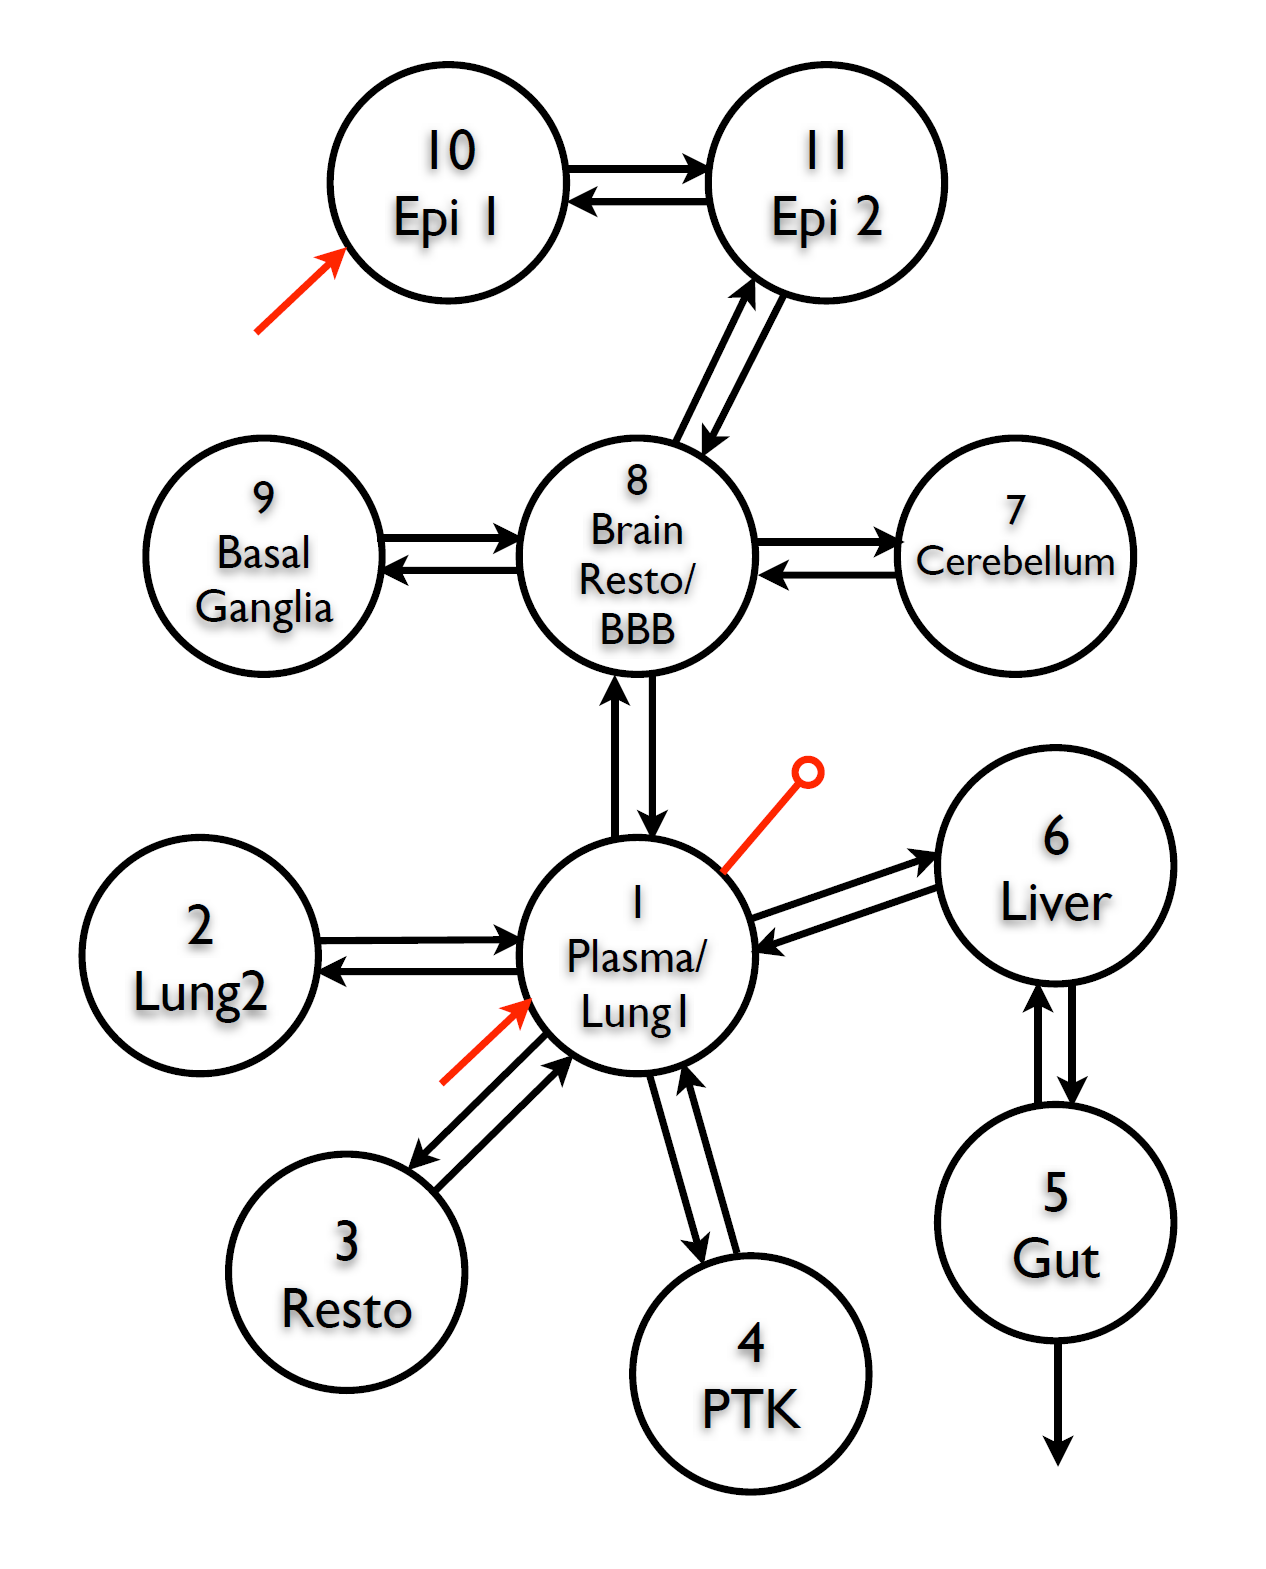 10
Epi 1
11
Epi 2
9
Basal
Ganglia
8
Brain
Resto/
BBB
7
Cerebellum
2
Lung2
1
Plasma/
Lung1
6
Liver
3
Resto
4
PTK
5
Gut